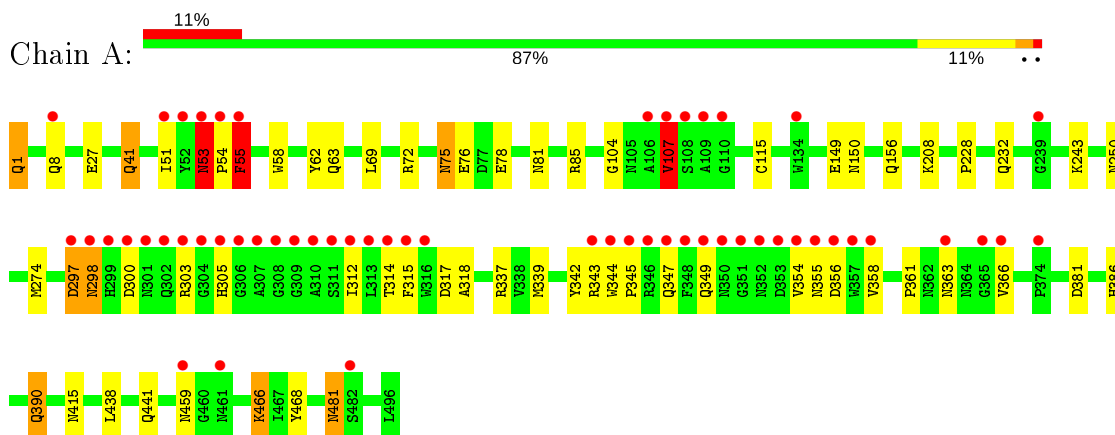 11%
Chain A:
87% 11% • •
Q1 Q8 E27 Q41 I51 Y52 N53 P54 F55 W58 Y62 Q63 L69 R72 N75 E76 D77 E78 N81 R85 G104 N105 A106 V107 S108 A109 G110 C115 W134 E149 N150 Q156 K208 P228 Q232 G239 K243 N250
M274 D297 N298 H299 D300 N301 Q302 R303 G304 H305 G306 A307 G308 G309 A310 S311 I312 L313 T314 F315 W316 D317 A318 R337 V338 M339 Y342 R343 W344 P345 R346 Q347 F348 Q349 N350 G351 N352 D353 V354 N355 D356 W357 V358 P361 N362 N363 N364 G365 V366 P374 D381 H386
Q390 N415 L438 Q441 N459 G460 N461 K466 I467 Y468 N481 S482 L496